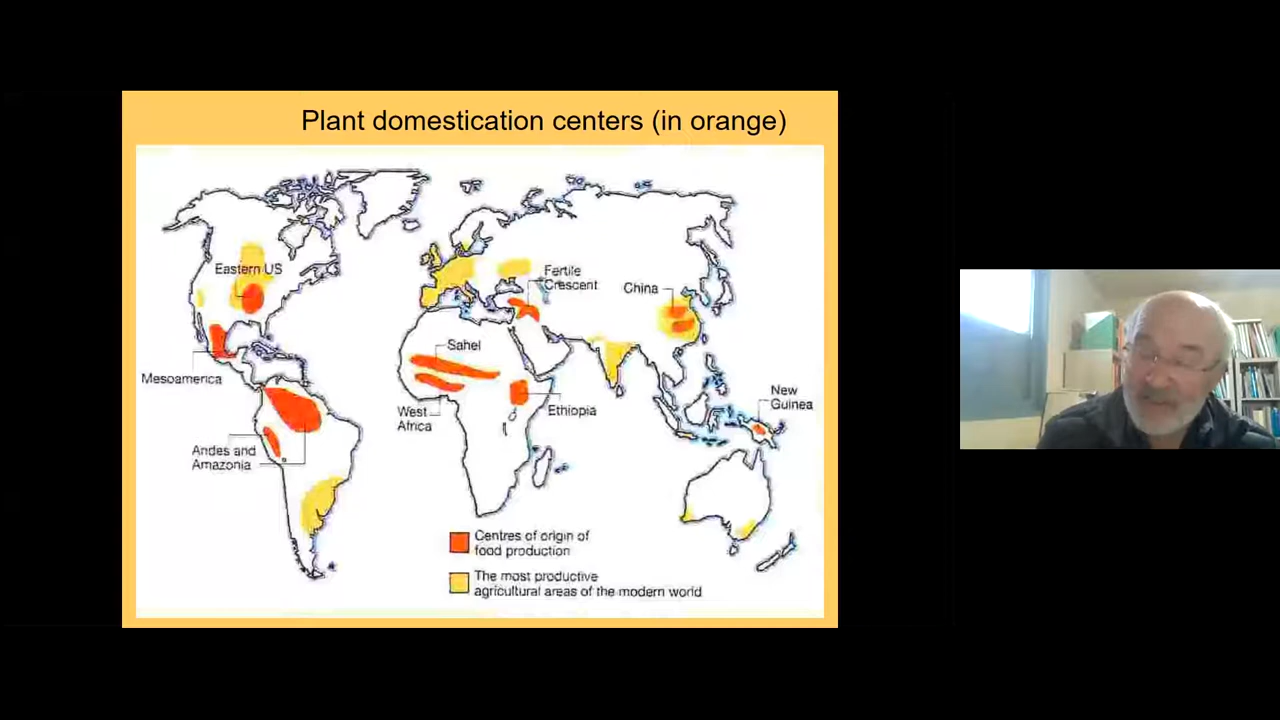 Plant domestication centers (in orange)
Eastern US
Fertile
Crescent
China
Sahel
Mesoamerica
New
Guinea
West
Africa
Ethiopia
Andes and
Amazonia
Centres of origin of
food production
The most productive
agricultural areas of the modern world